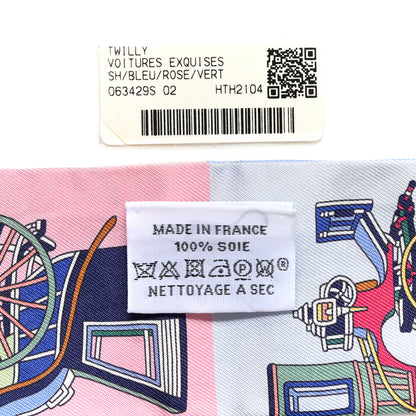 TWILLY
VOITURES EXQUISES
SH/BLEU/ROSE/VERT
063429S 02 HTH2104
MADE IN FRANCE
100% SOIE
P ®
NETTOYAGE A SEC